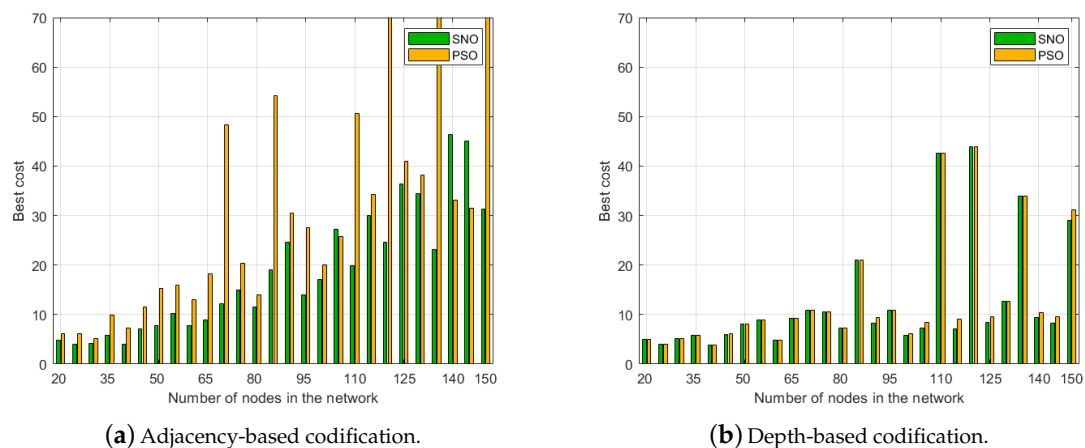 70
60
50
40
30
20
10
0
Best cost
SNO
PSO
20 35 50 65 80 95 110 125 140 150
Number of nodes in the network
(a) Adjacency-based codification.
70
60
50
40
30
20
10
0
Best cost
SNO
PSO
20 35 50 65 80 95 110 125 140 150
Number of nodes in the network
(b) Depth-based codification.